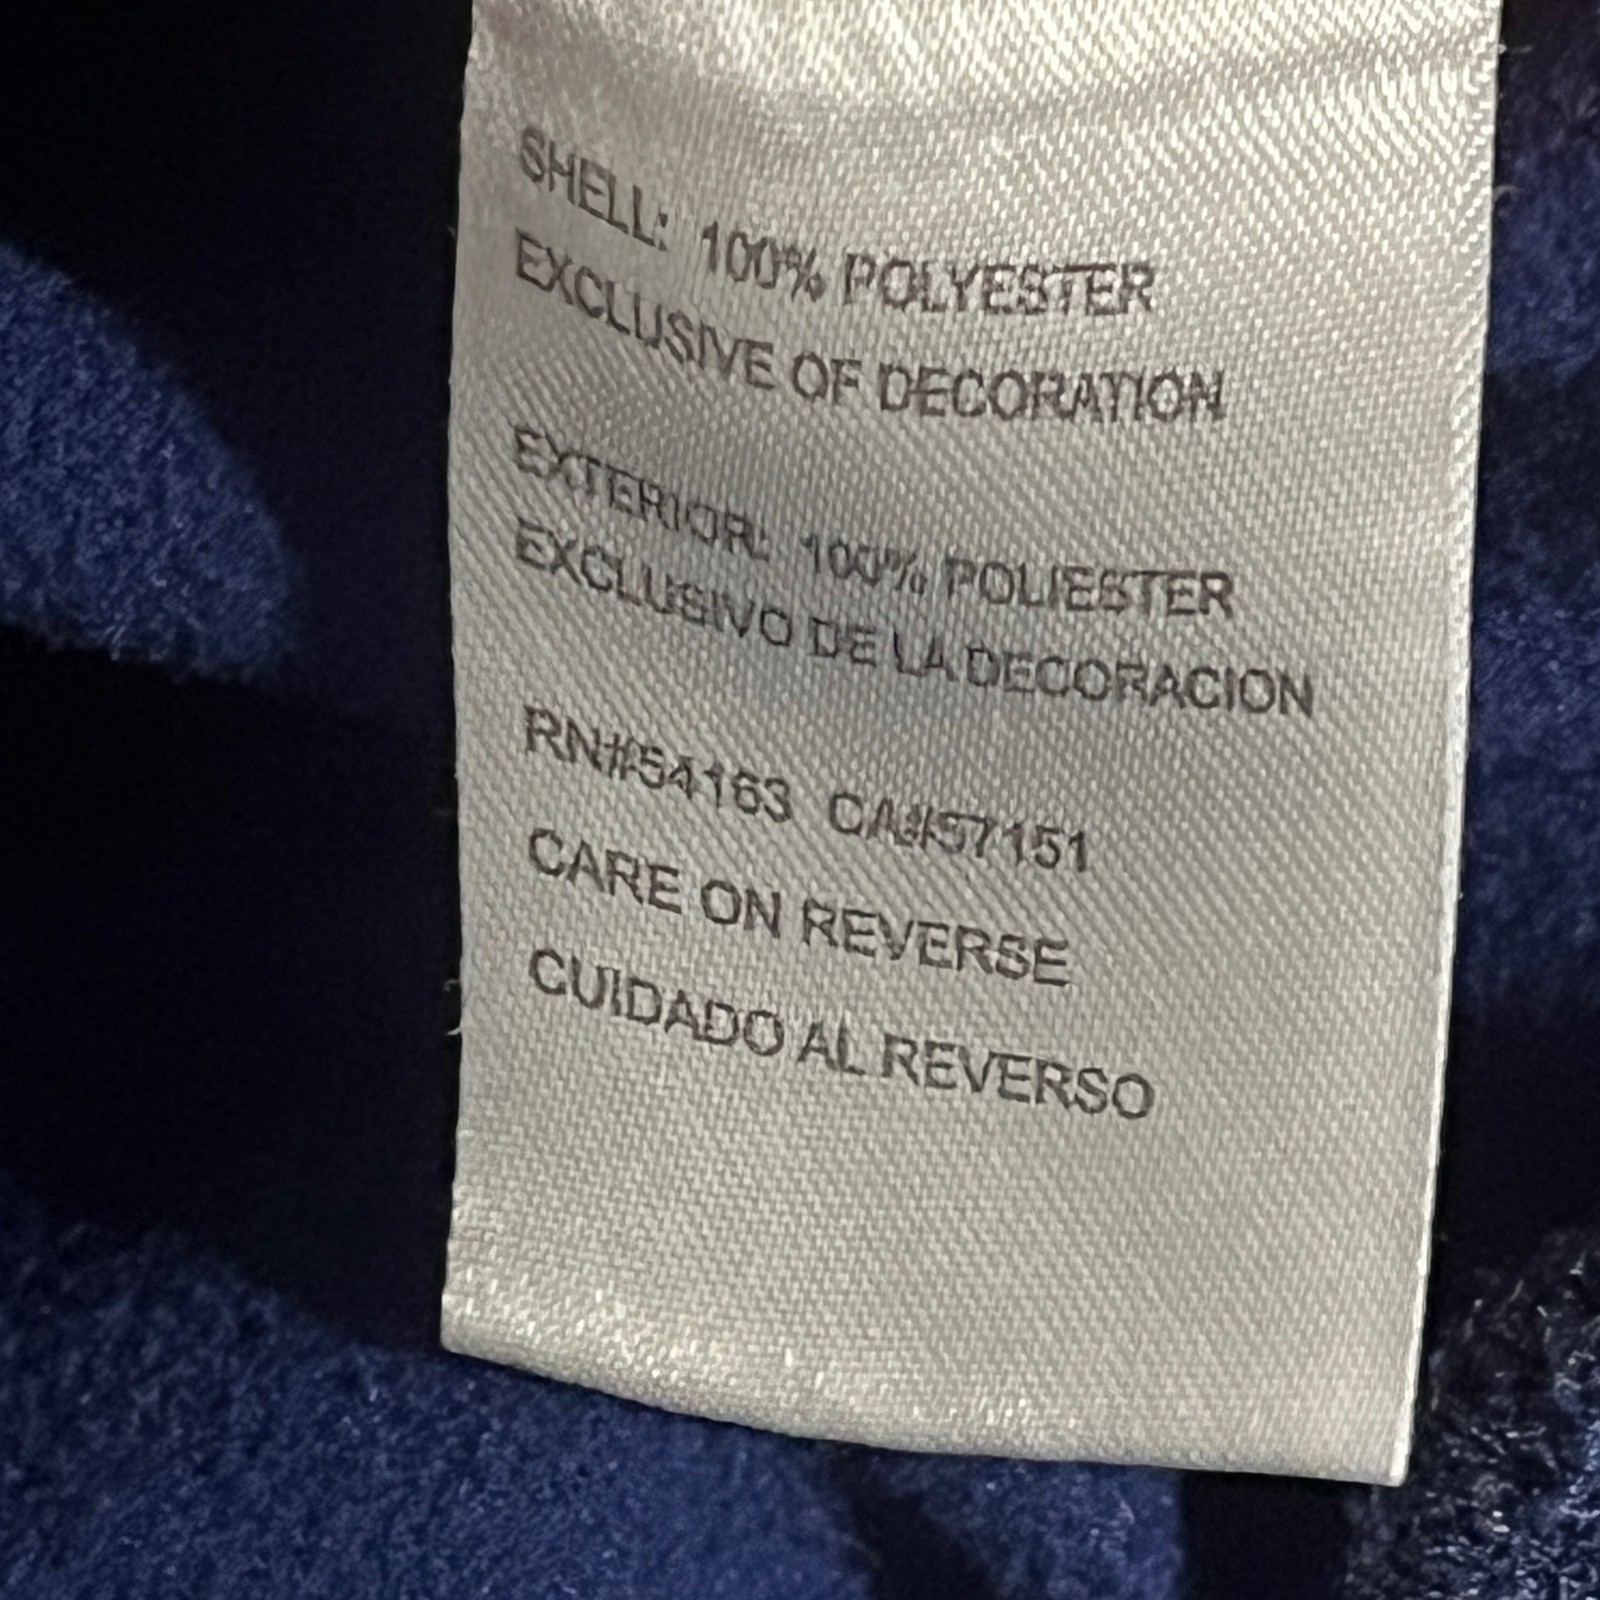 SHELL: 100% POLYESTER
EXCLUSIVE OF DECORATION
EXTERIOR: 100% POLIESTER
EXCLUSIVO DE LA DECORACION
RN#54163 CA#57151
CARE ON REVERSE
CUIDADO AL REVERSO